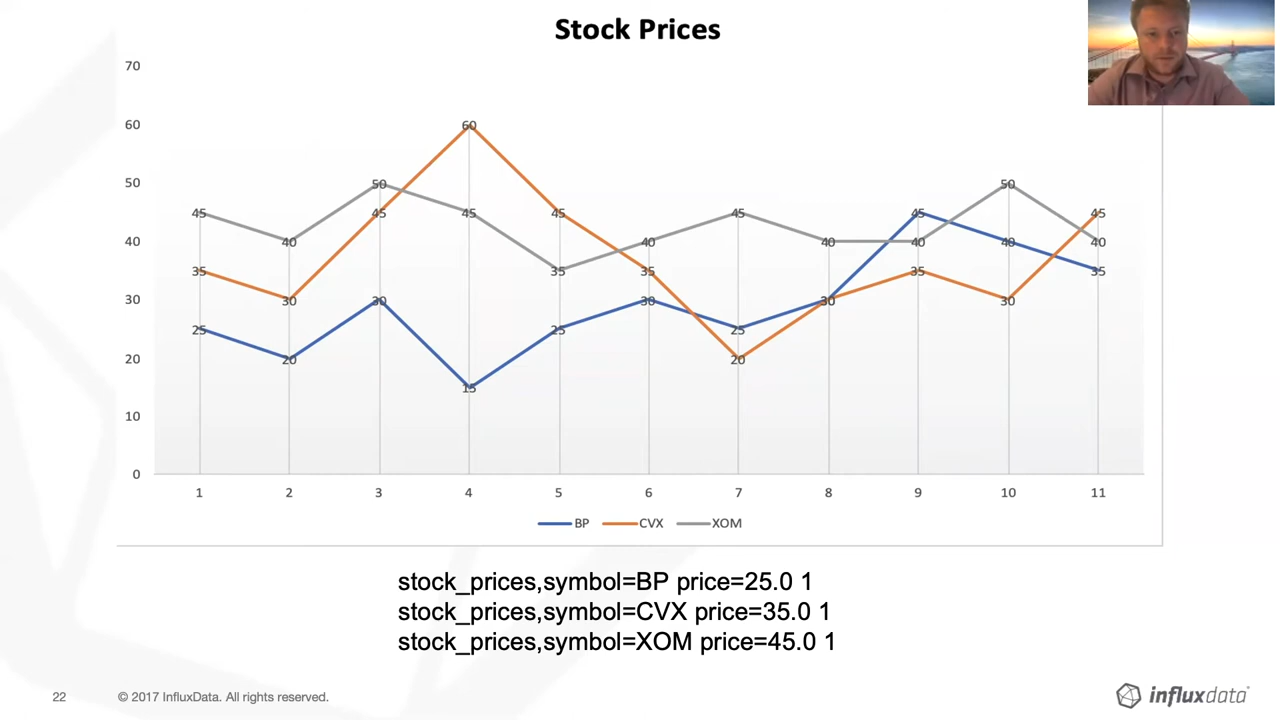 Stock Prices
70
60
50
40
30
20
10
0
60
50 50
45 45 45 45 45 45 45
40 40 40 40 40 40
35 35 35 35 35
30 30 30 30 30
25 25 25
20 20
15
1 2 3 4 5 6 7 8 9 10 11
BP CVX XOM
stock_prices,symbol=BP price=25.0 1
stock_prices,symbol=CVX price=35.0 1
stock_prices,symbol=XOM price=45.0 1
22 © 2017 InfluxData. All rights reserved. influxdata